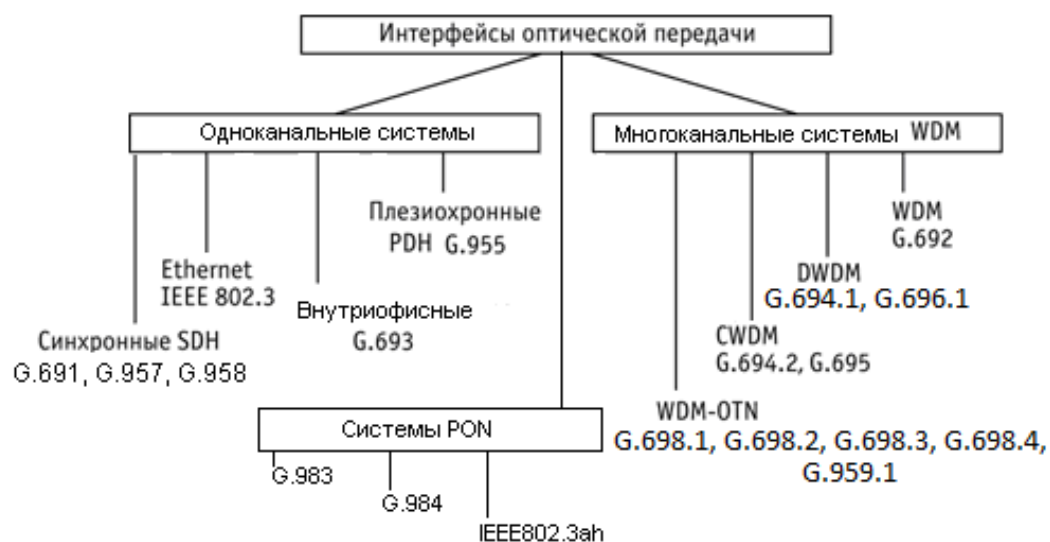 Интерфейсы оптической передачи
Одноканальные системы
Многоканальные системы WDM
Плезиохронные
PDH G.955
WDM
G.692
Ethernet
IEEE 802.3
DWDM
G.694.1, G.696.1
Внутриофисные
G.693
Синхронные SDH
G.691, G.957, G.958
CWDM
G.694.2, G.695
WDM-OTN
G.698.1, G.698.2, G.698.3, G.698.4,
G.959.1
Системы PON
G.983
G.984
IEEE802.3ah